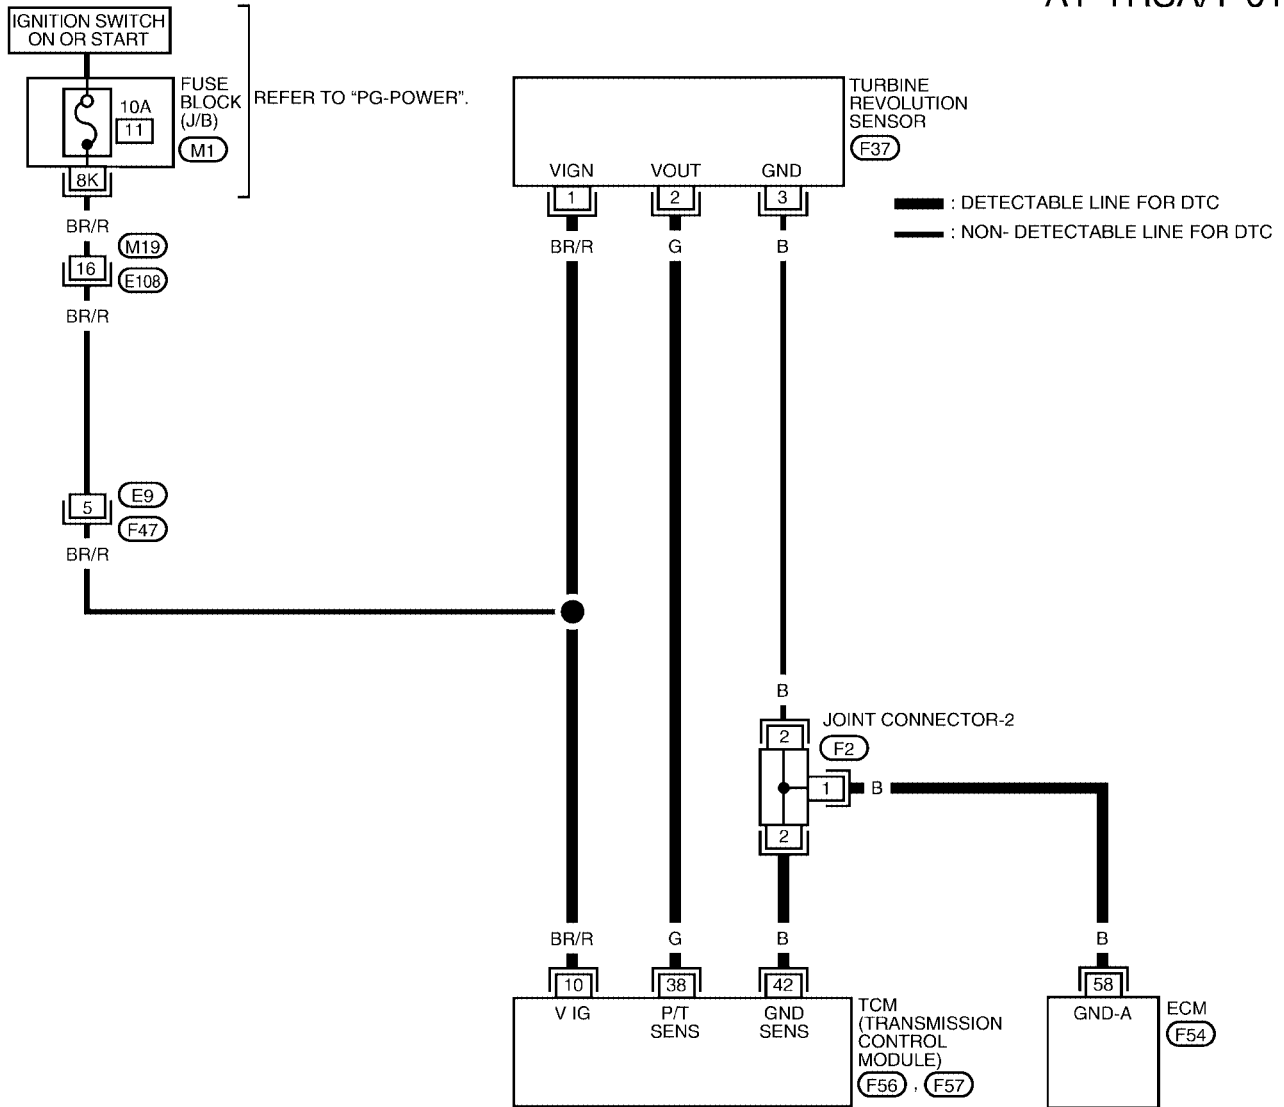 IGNITION SWITCH
ON OR START
FUSE
BLOCK
(J/B)
M1
10A
11
8K
REFER TO “PG-POWER”.
BR/R
M19
16
E108
BR/R
E9
5
F47
BR/R
TURBINE
REVOLUTION
SENSOR
F37
VIGN VOUT GND
1 2 3
BR/R G B
: DETECTABLE LINE FOR DTC
: NON- DETECTABLE LINE FOR DTC
B
JOINT CONNECTOR-2
F2
2
1 B
2
BR/R G B B
10 38 42 58
V IG
P/T
SENS
GND
SENS
TCM
(TRANSMISSION
CONTROL
MODULE)
F56 , F57
GND-A
ECM
F54